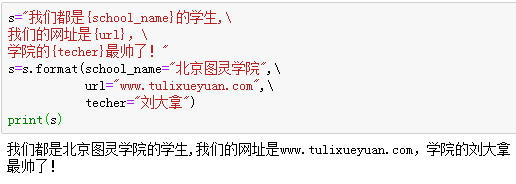 s="我们都是{school_name}的学生,\
我们的网址是{url}，\
学院的{techer}最帅了！"
s=s.format(school_name="北京图灵学院",\
url="www.tulixueyuan.com",\
techer="刘大拿")
print(s)
我们都是北京图灵学院的学生,我们的网址是www.tulixueyuan.com，学院的刘大拿
最帅了！